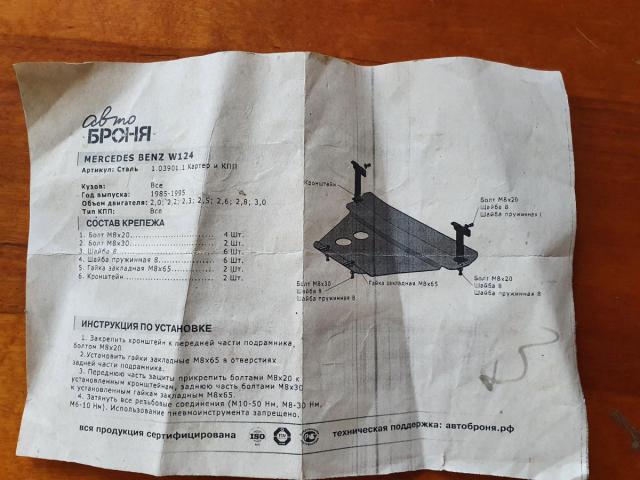 авто
БРОНЯ
MERCEDES BENZ W124
Артикул: Сталь 1.03901.1 Картер и КПП
Кузов: Все
Год выпуска: 1985-1995
Объем двигателя: 2,0; 2,2; 2,3; 2,5; 2,6; 2,8; 3,0
Тип КПП: Все
СОСТАВ КРЕПЕЖА
1. Болт М8х20 4 шт.
2. Болт М8х30 2 шт.
3. Шайба 8 6 шт.
4. Шайба пружинная 8 6 шт.
5. Гайка закладная М8х65 2 шт.
6. Кронштейн 2 шт.
Кронштейн
Болт М8х20
Шайба 8
Шайба пружинная
Болт М8х30
Шайба 8
Шайба пружинная 8
Гайка закладная М8х65
Болт М8х20
Шайба 8
Шайба пружинная 8
ИНСТРУКЦИЯ ПО УСТАНОВКЕ
1. Закрепить кронштейн к передней части подрамника,
болтом М8х20
2.Установить гайки закладные М8х65 в отверстиях
задней части подрамника.
3. Переднюю часть защиты прикрепить болтами М8х20 к
установленным кронштейнам, заднюю часть болтами М8х30
к установленным гайкам закладным М8х65.
4. Затянуть все резьбовые соединения (М10-50 Нм, М8-30 Нм,
М6-10 Нм). Использование пневмоинструмента запрещено.
вся продукция сертифицирована ISO техническая поддержка: автоброня.рф